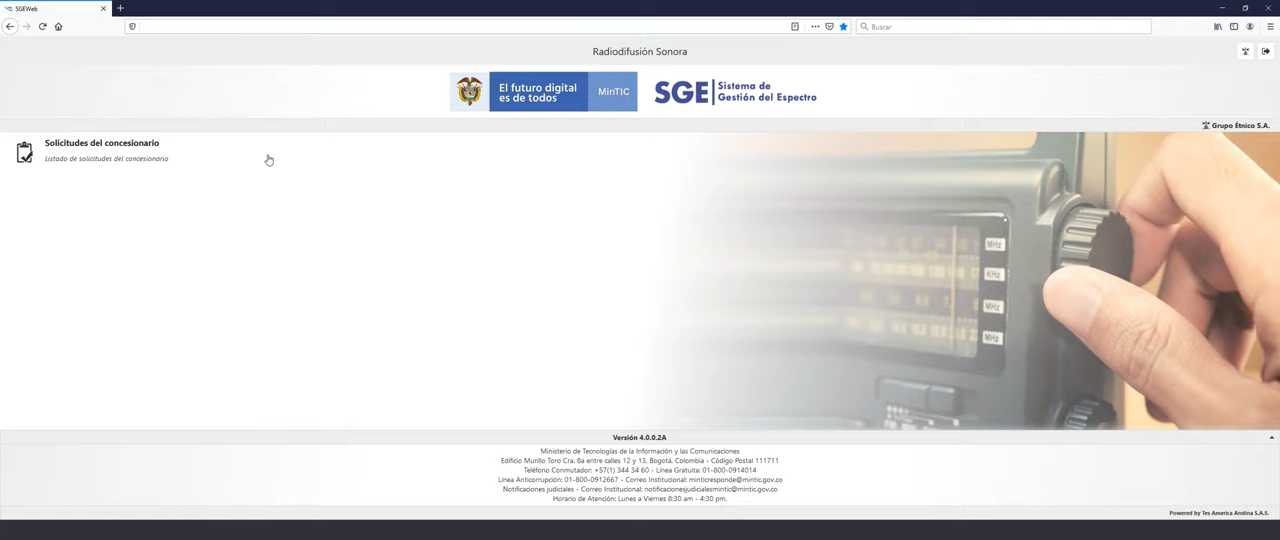 SGEWeb
Buscar
Radiodifusión Sonora
El futuro digital
es de todos
MinTIC
SGE
Sistema de
Gestión del Espectro
Grupo Étnico S.A.
Solicitudes del concesionario
Listado de solicitudes del concesionario
MHz
KHz
MHz
MHz
Versión 4.0.0.2A
Ministerio de Tecnologías de la Información y las Comunicaciones
Edificio Murillo Toro Cra. 8a entre calles 12 y 13, Bogotá, Colombia - Código Postal 111711
Teléfono Conmutador: +57(1) 344 34 60 - Línea Gratuita: 01-800-0914014
Línea Anticorrupción: 01-800-0912667 - Correo Institucional: minticresponde@mintic.gov.co
Notificaciones judiciales - Correo Institucional: notificacionesjudicialesmintic@mintic.gov.co
Horario de Atención: Lunes a Viernes 8:30 am - 4:30 pm.
Powered by Tes America Andina S.A.S.